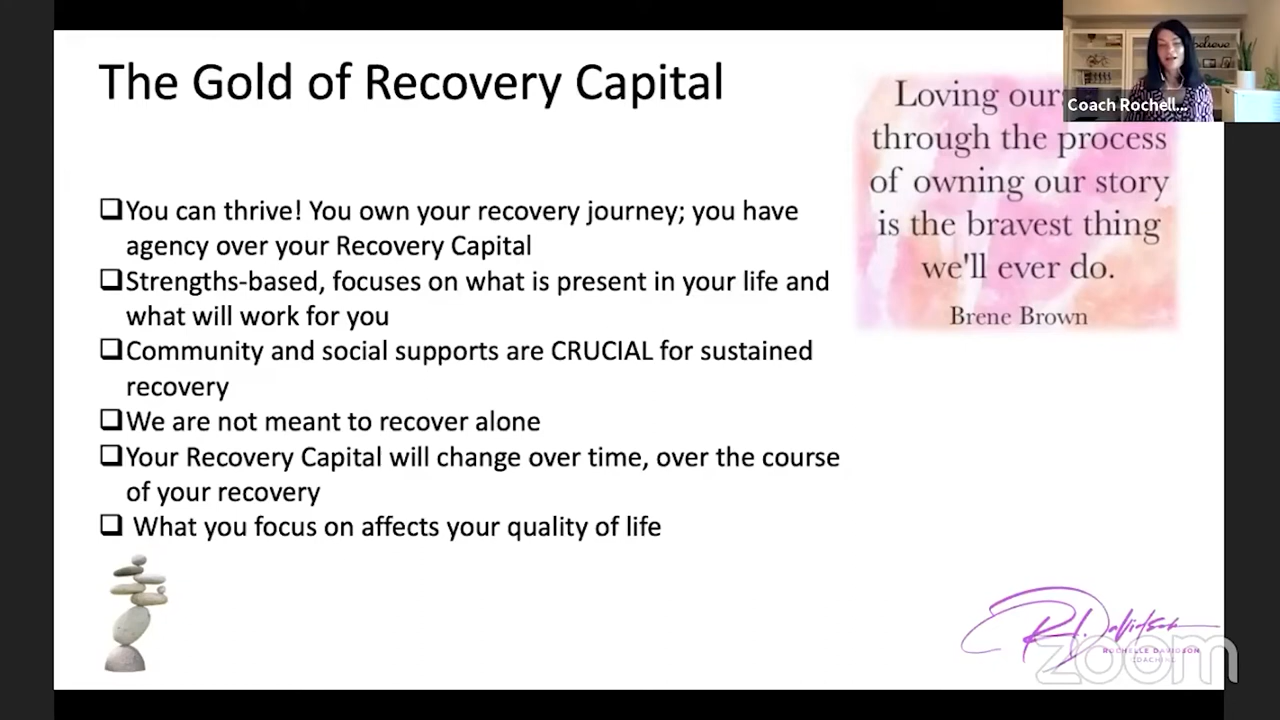 The Gold of Recovery Capital
You can thrive! You own your recovery journey; you have
agency over your Recovery Capital
Strengths-based, focuses on what is present in your life and
what will work for you
Community and social supports are CRUCIAL for sustained
recovery
We are not meant to recover alone
Your Recovery Capital will change over time, over the course
of your recovery
What you focus on affects your quality of life
Loving our
through the process
of owning our story
is the bravest thing
we'll ever do.
Brene Brown
believe
Coach Rochell...
R Davidson
ROCHELLE DAVIDSON
COACHING
zoom